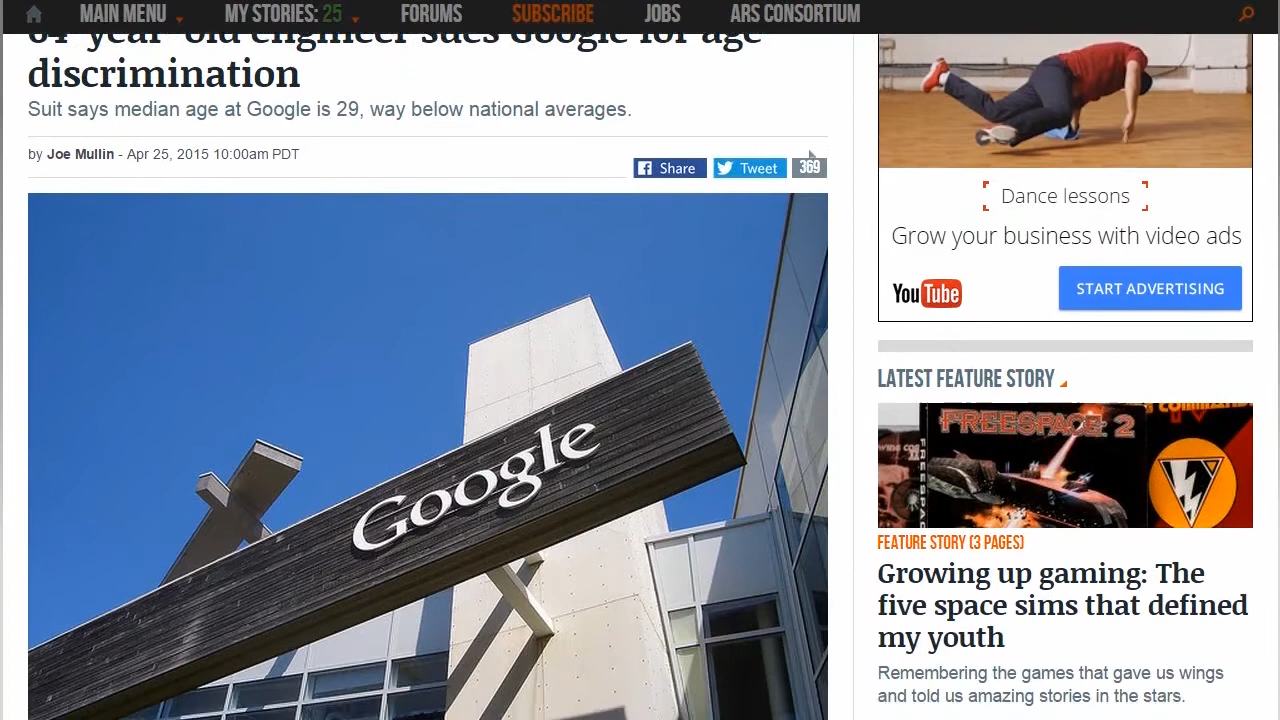 MAIN MENU
MY STORIES: 25
FORUMS
SUBSCRIBE
JOBS
ARS CONSORTIUM
64-year-old engineer sues Google for age
discrimination
Suit says median age at Google is 29, way below national averages.
by Joe Mullin - Apr 25, 2015 10:00am PDT
Share
Tweet
369
Google
Dance lessons
Grow your business with video ads
YouTube
START ADVERTISING
LATEST FEATURE STORY
FREESPACE 2
FEATURE STORY (3 PAGES)
Growing up gaming: The
five space sims that defined
my youth
Remembering the games that gave us wings
and told us amazing stories in the stars.